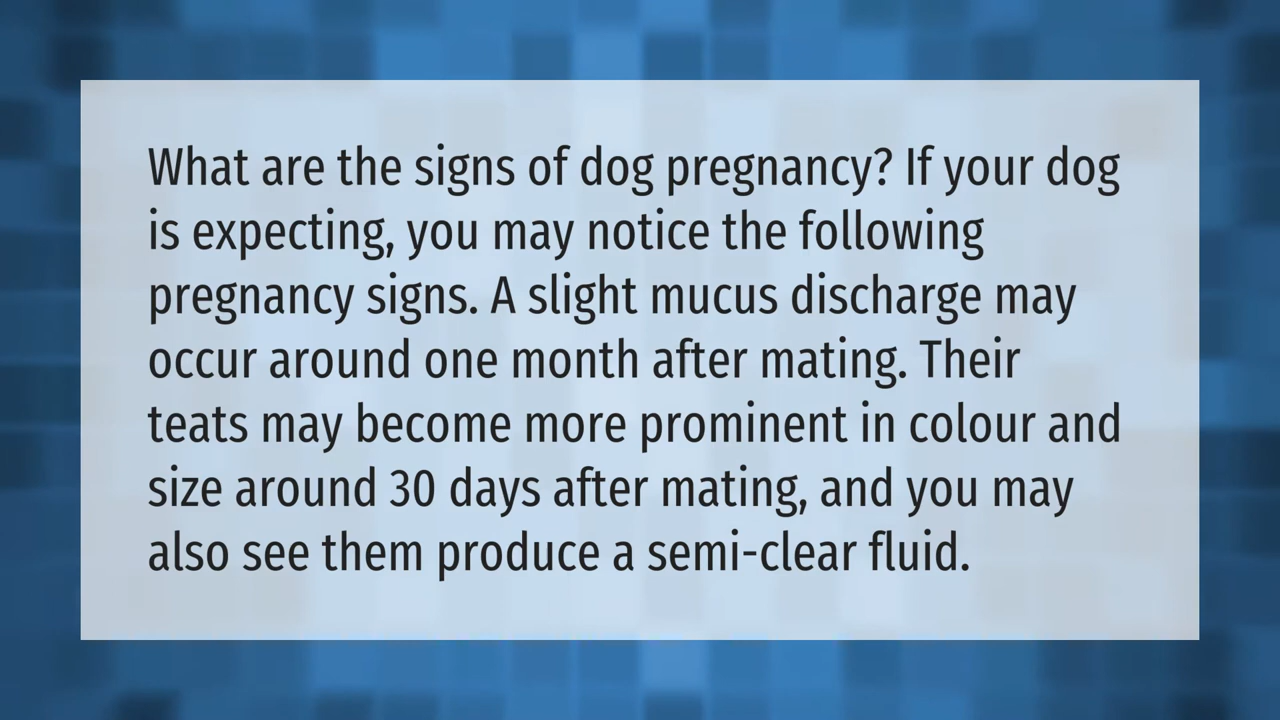 What are the signs of dog pregnancy? If your dog
is expecting, you may notice the following
pregnancy signs. A slight mucus discharge may
occur around one month after mating. Their
teats may become more prominent in colour and
size around 30 days after mating, and you may
also see them produce a semi-clear fluid.